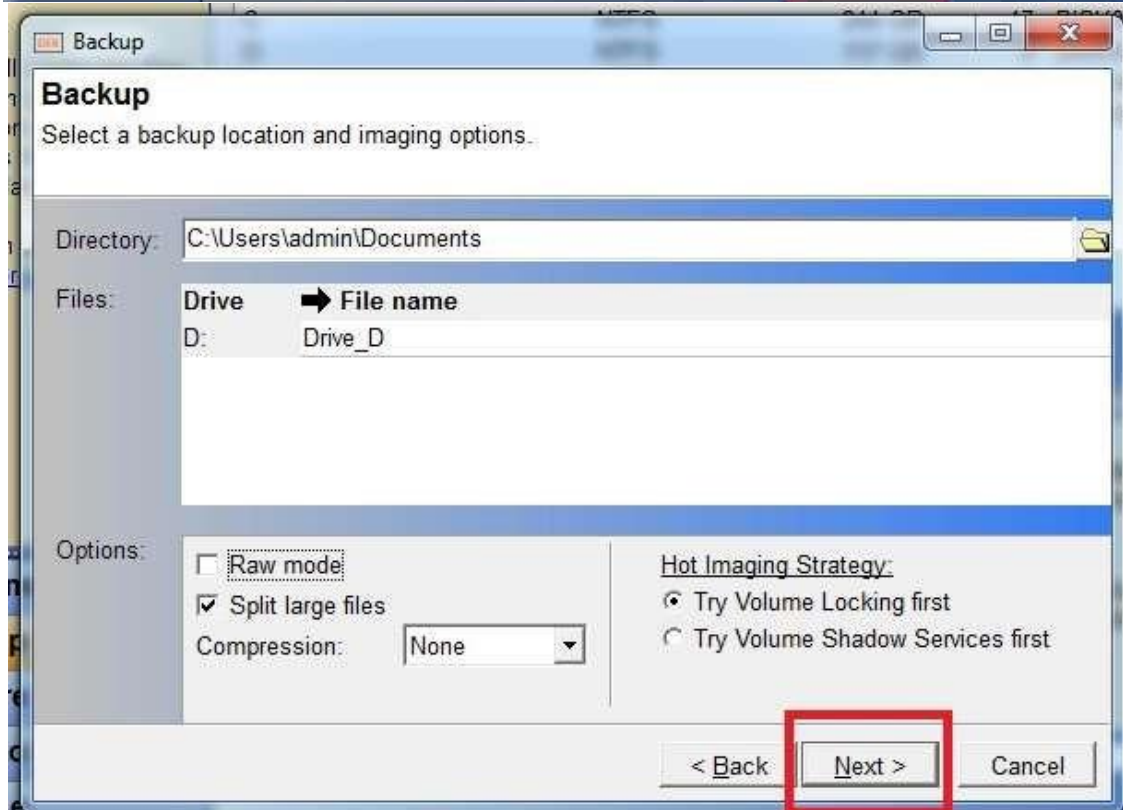 Backup
Backup
Select a backup location and imaging options.
Directory: C:\Users\admin\Documents
Files: Drive File name
D: Drive_D
Options: Raw mode Hot Imaging Strategy:
Split large files Try Volume Locking first
Compression: None Try Volume Shadow Services first
< Back Next > Cancel